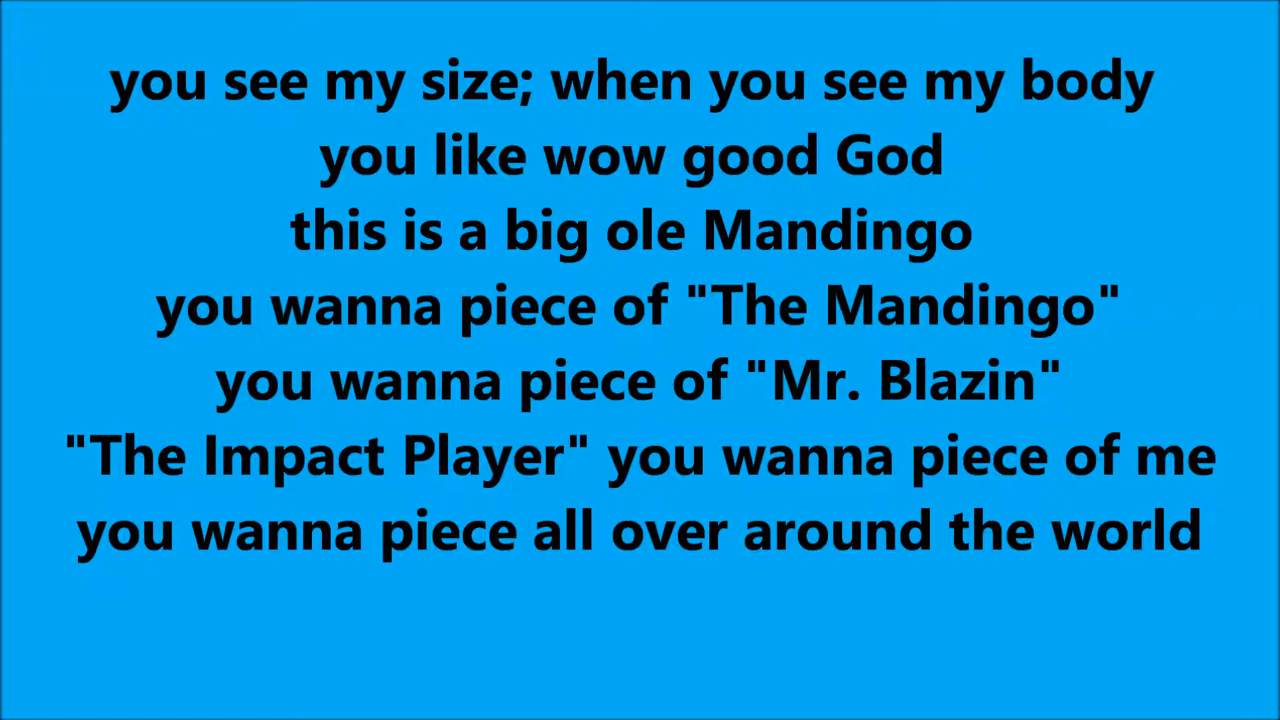 you see my size; when you see my body
you like wow good God
this is a big ole Mandingo
you wanna piece of "The Mandingo"
you wanna piece of "Mr. Blazin"
"The Impact Player" you wanna piece of me
you wanna piece all over around the world